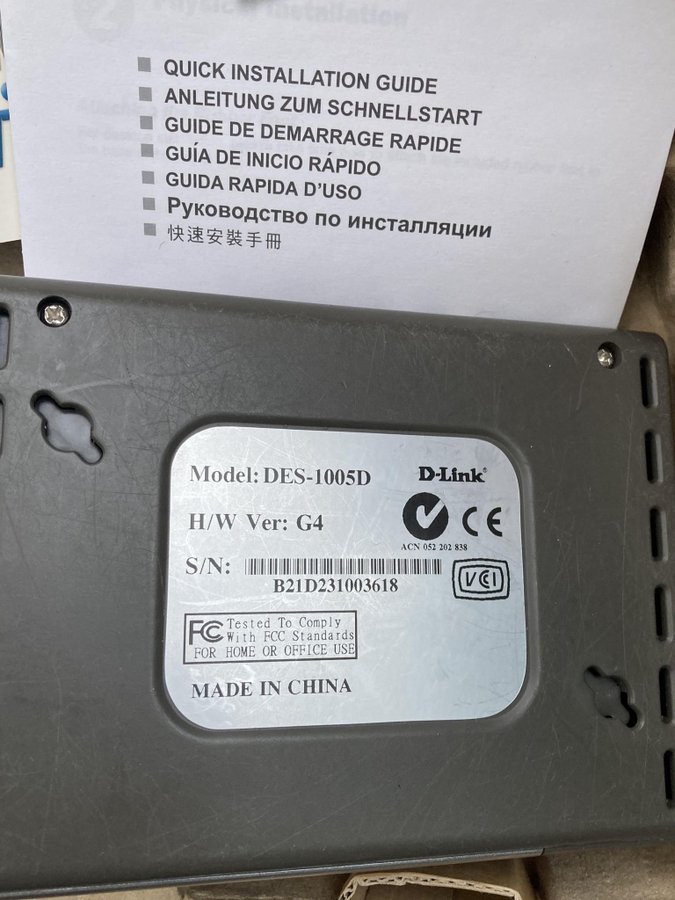 Physical Installation
QUICK INSTALLATION GUIDE
ANLEITUNG ZUM SCHNELLSTART
GUIDE DE DEMARRAGE RAPIDE
GUÍA DE INICIO RÁPIDO
GUIDA RAPIDA D'USO
Руководство по инсталляции
快速安裝手冊
Model: DES-1005D
D-Link®
H/W Ver: G4
CE
ACN 052 202 838
S/N:
B21D231003618
VCI
FC Tested To Comply
With FCC Standards
FOR HOME OR OFFICE USE
MADE IN CHINA